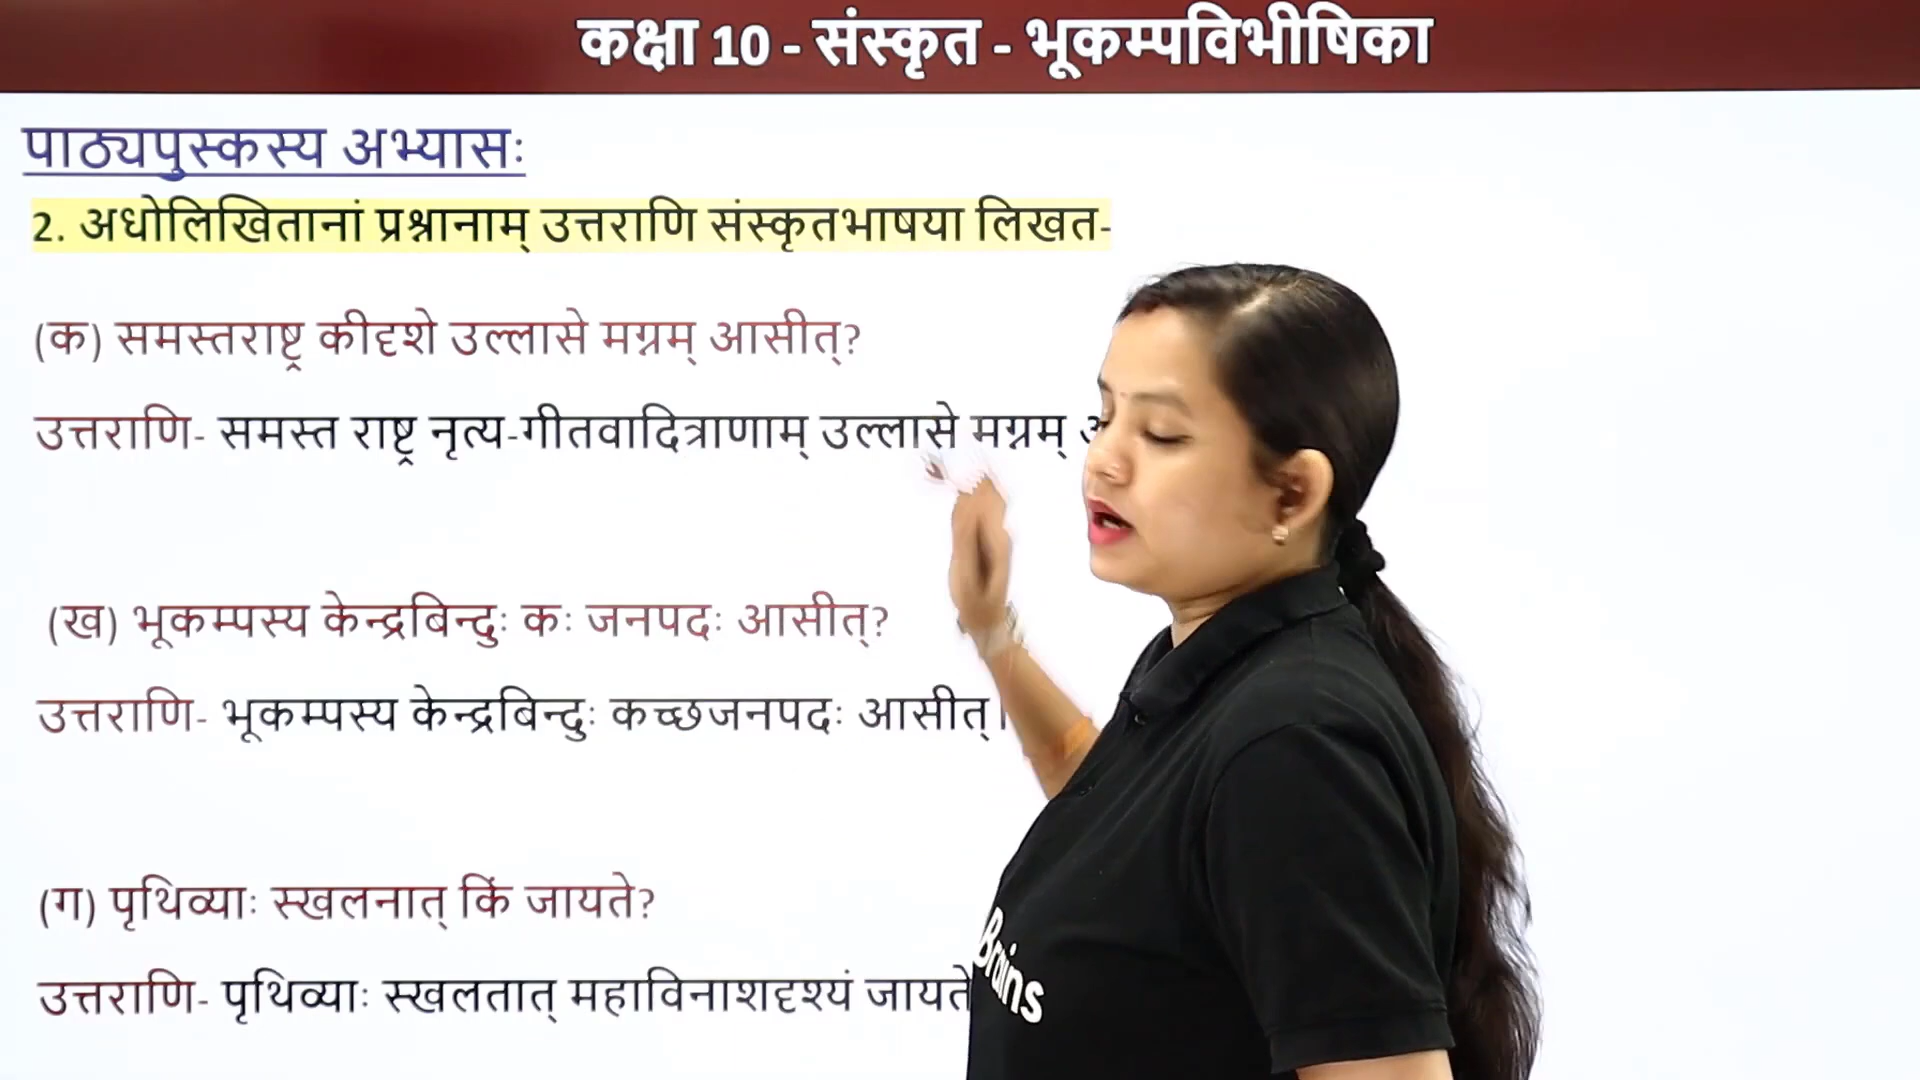 कक्षा 10 - संस्कृत - भूकम्पविभीषिका
पाठ्यपुस्कस्य अभ्यासः
2. अधोलिखितानां प्रश्नानाम् उत्तराणि संस्कृतभाषया लिखत-
(क) समस्तराष्ट्र कीदृशे उल्लासे मग्नम् आसीत्?
उत्तराणि- समस्त राष्ट्र नृत्य-गीतवादित्राणाम् उल्लासे मग्नम्
(ख) भूकम्पस्य केन्द्रबिन्दुः कः जनपदः आसीत्?
उत्तराणि- भूकम्पस्य केन्द्रबिन्दुः कच्छजनपदः आसीत्।
(ग) पृथिव्याः स्खलनात् किं जायते?
उत्तराणि- पृथिव्याः स्खलतात् महाविनाशदृश्यं जायते
Brains